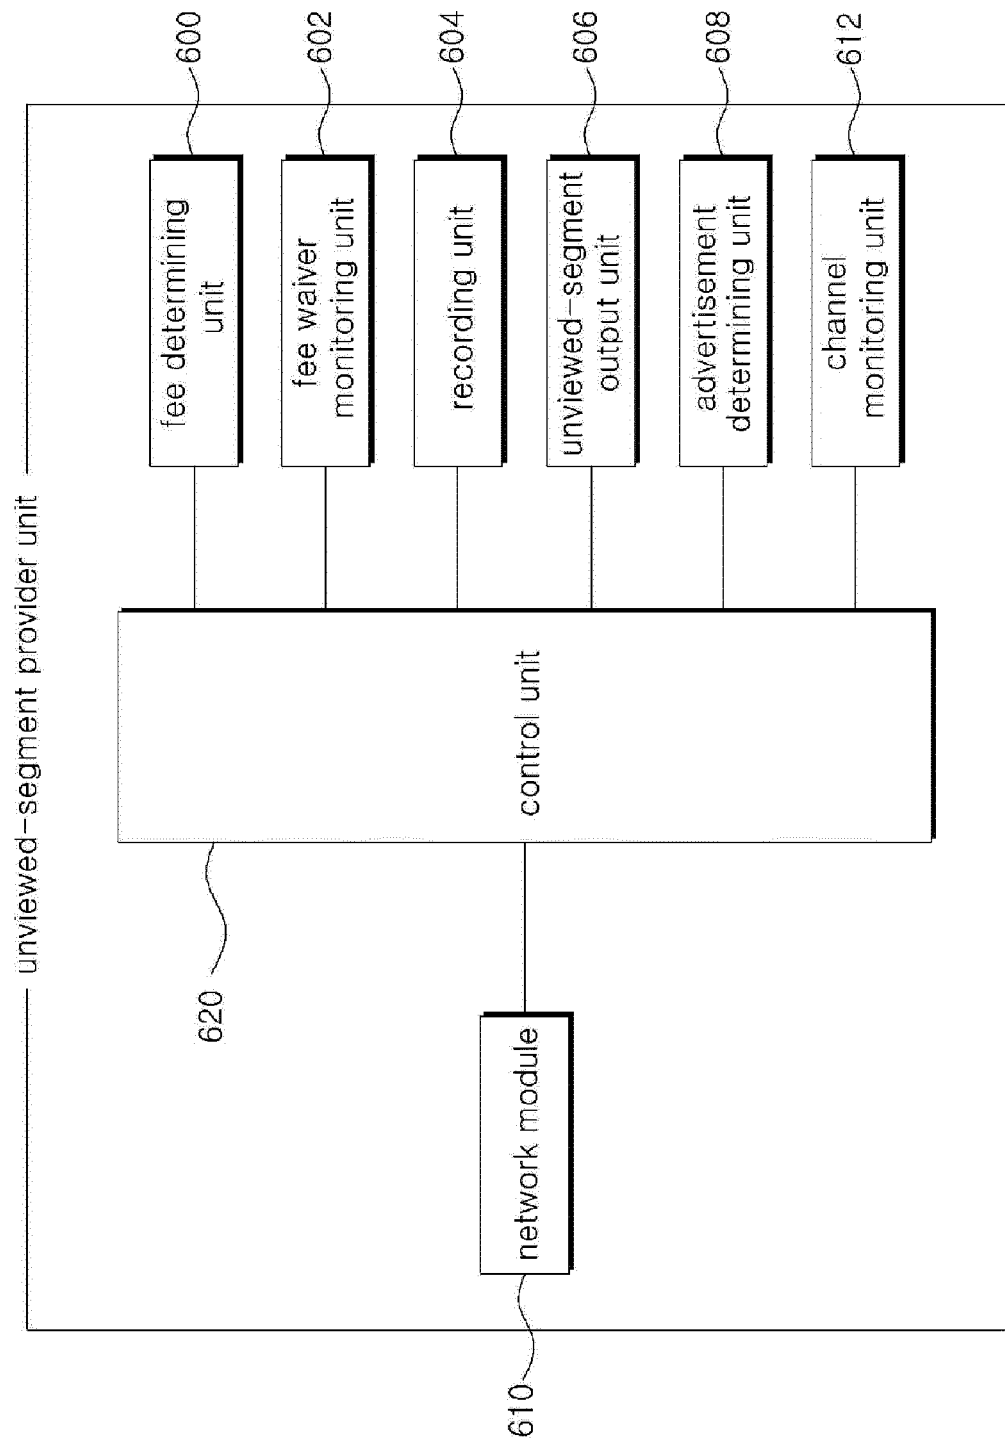 unviewed-segment provider unit
610
network module
620
control unit
fee determining
unit
600
fee waiver
monitoring unit
602
recording unit
604
unviewed-segment
output unit
606
advertisement
determining unit
608
channel
monitoring unit
612